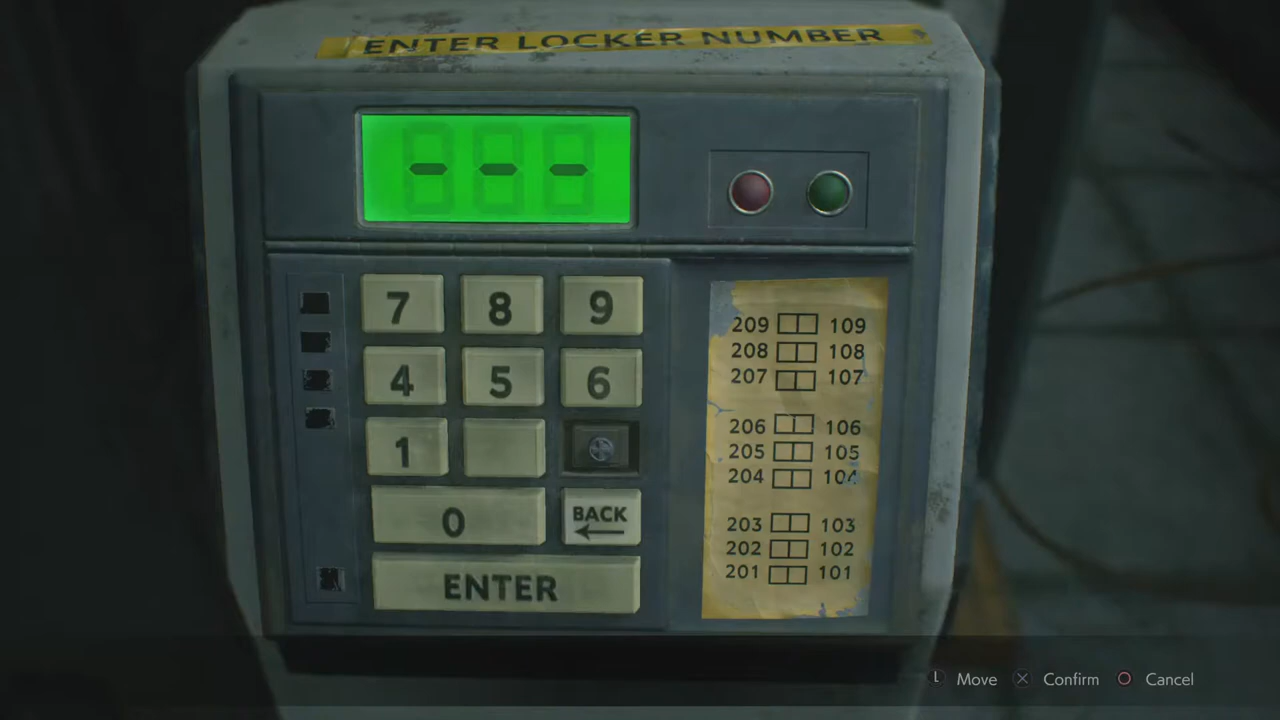 ENTER LOCKER NUMBER
7 8 9
4 5 6
1
0 BACK
ENTER
209 109
208 108
207 107
206 106
205 105
204 104
203 103
202 102
201 101
L Move Confirm Cancel